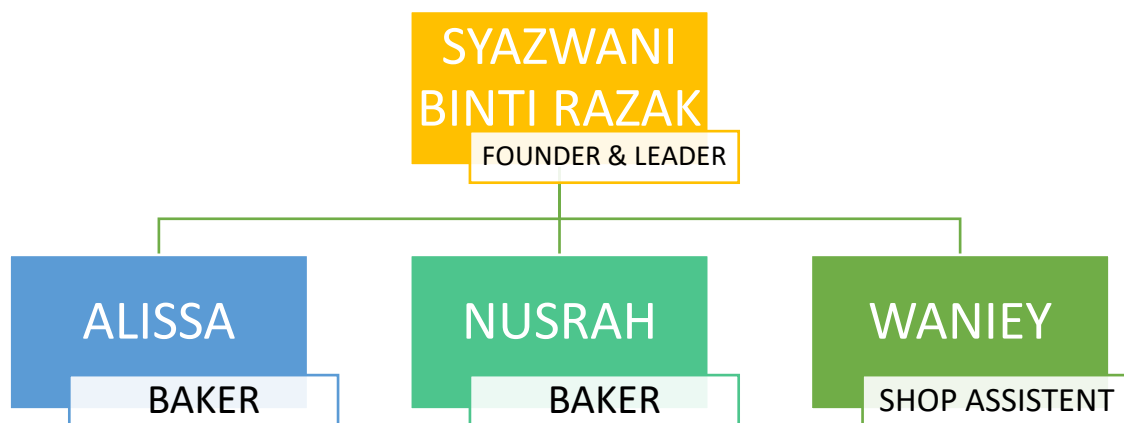 SYAZWANI
BINTI RAZAK
FOUNDER & LEADER
ALISSA
BAKER
NUSRAH
BAKER
WANIEY
SHOP ASSISTENT